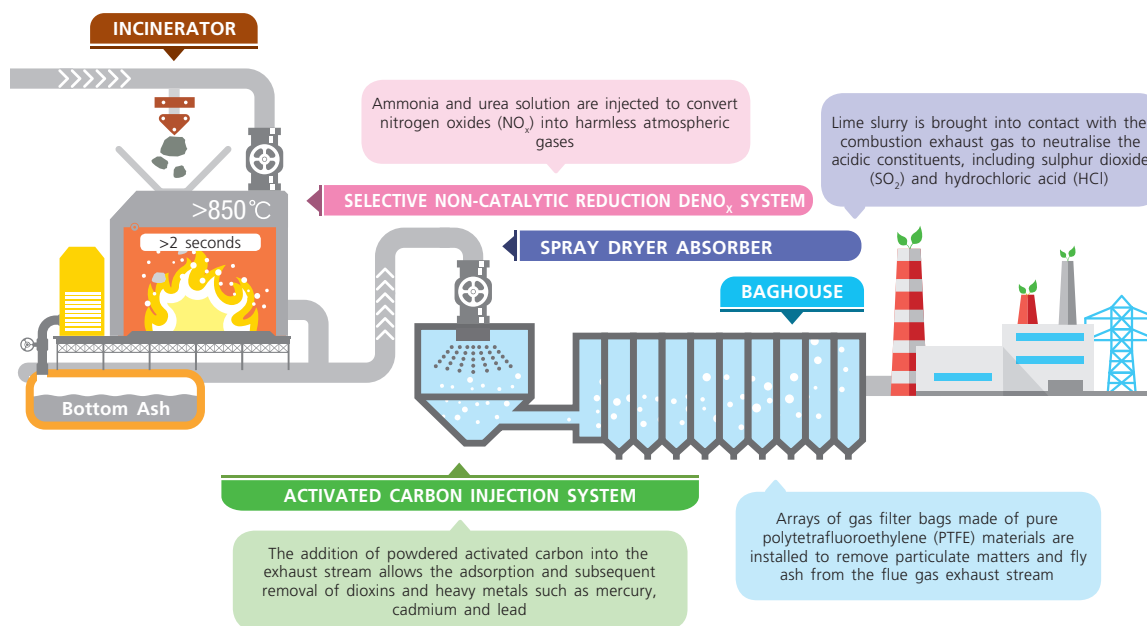 INCINERATOR
Ammonia and urea solution are injected to convert
nitrogen oxides (NOx) into harmless atmospheric
gases
Lime slurry is brought into contact with the
combustion exhaust gas to neutralise the
acidic constituents, including sulphur dioxide
(SO2) and hydrochloric acid (HCl)
>850°C
SELECTIVE NON-CATALYTIC REDUCTION DENOx SYSTEM
>2 seconds
SPRAY DRYER ABSORBER
BAGHOUSE
Bottom Ash
ACTIVATED CARBON INJECTION SYSTEM
The addition of powdered activated carbon into the
exhaust stream allows the adsorption and subsequent
removal of dioxins and heavy metals such as mercury,
cadmium and lead
Arrays of gas filter bags made of pure
polytetrafluoroethylene (PTFE) materials are
installed to remove particulate matters and fly
ash from the flue gas exhaust stream